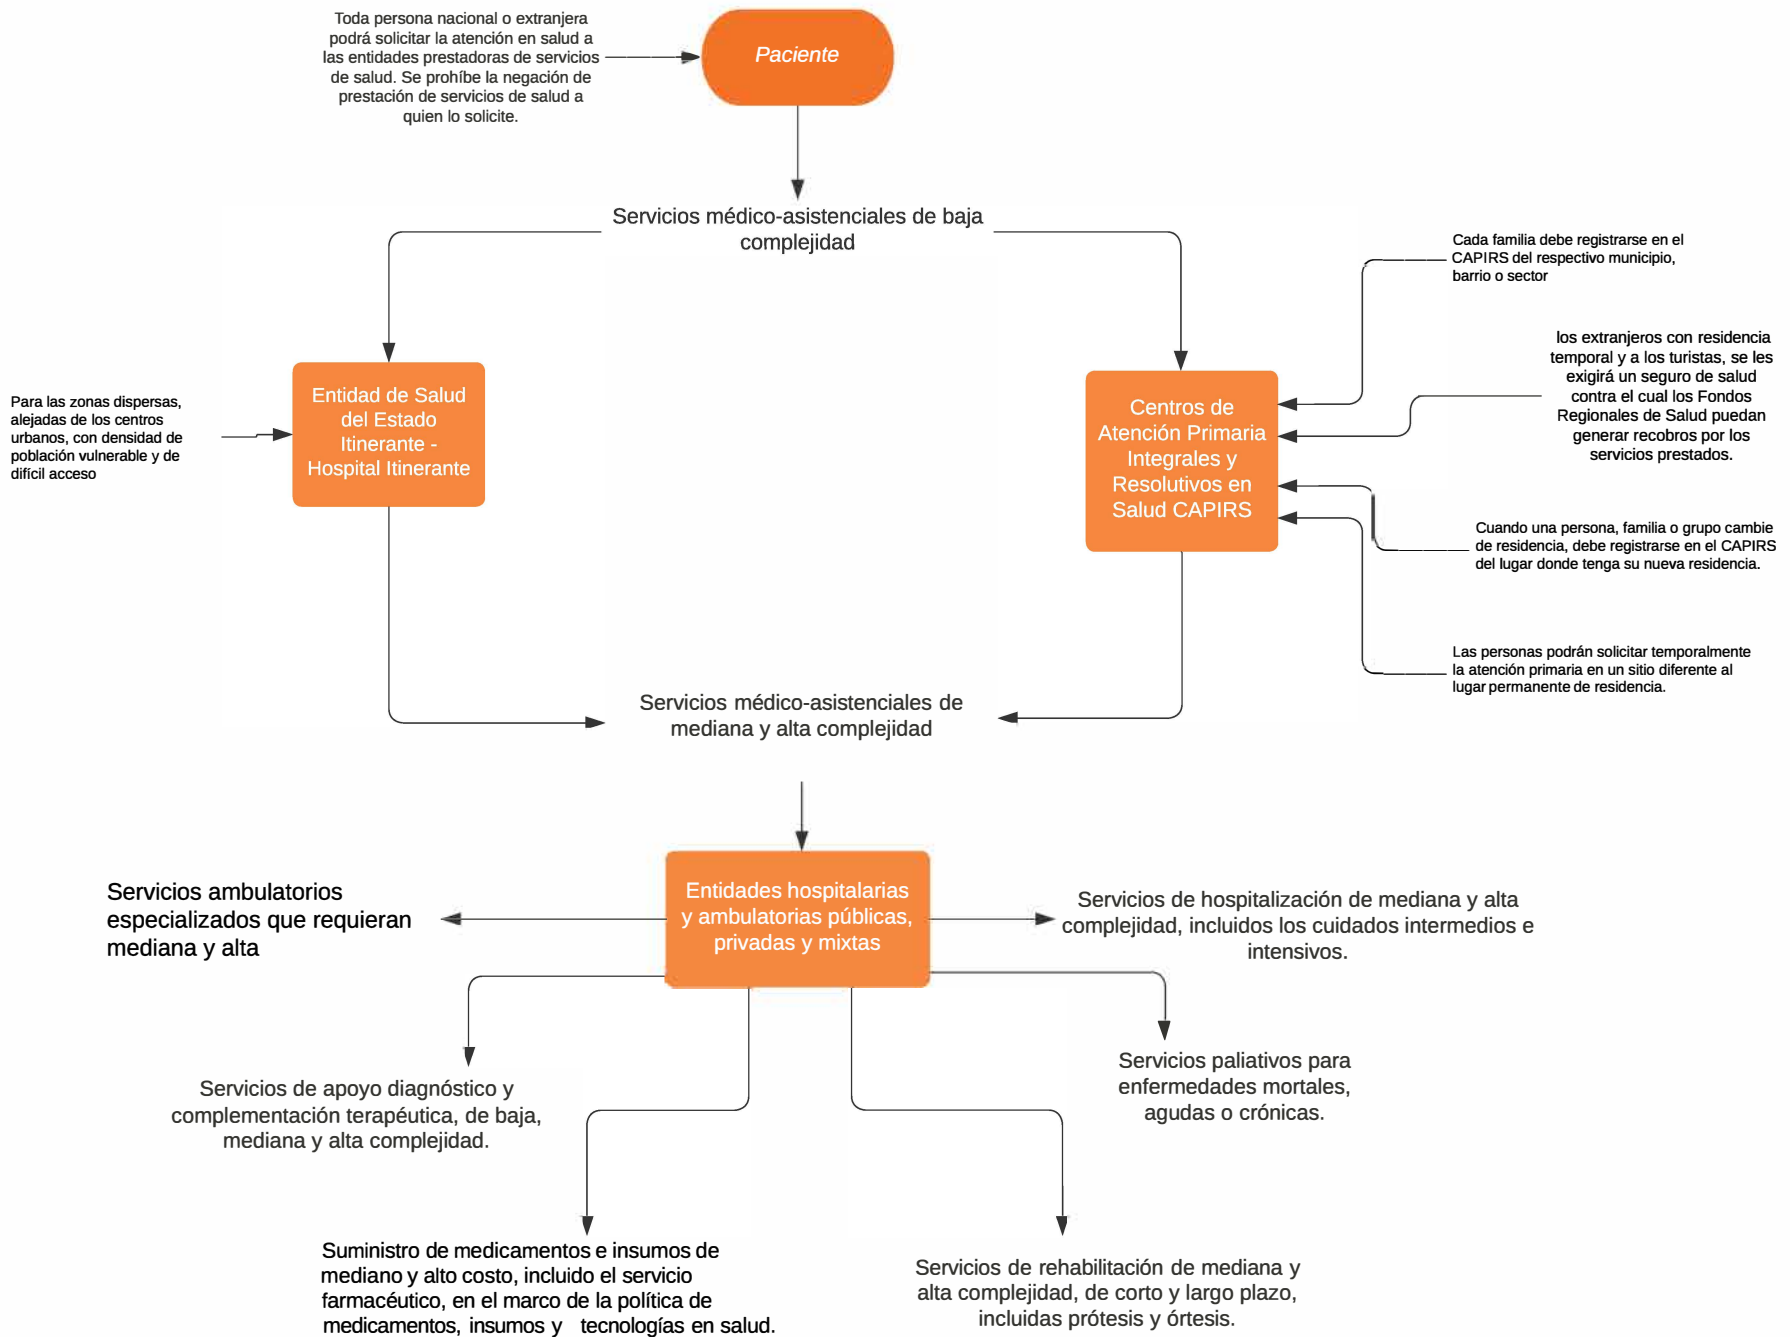 Toda persona nacional o extranjera
podrá solicitar la atención en salud a
las entidades prestadoras de servicios
de salud. Se prohíbe la negación de
prestación de servicios de salud a
quien lo solicite.
Paciente
Servicios médico-asistenciales de baja
complejidad
Cada familia debe registrarse en el
CAPIRS del respectivo municipio,
barrio o sector
los extranjeros con residencia
temporal y a los turistas, se les
exigirá un seguro de salud
contra el cual los Fondos
Regionales de Salud puedan
generar recobros por los
servicios prestados.
Para las zonas dispersas,
alejadas de los centros
urbanos, con densidad de
población vulnerable y de
difícil acceso
Entidad de Salud
del Estado
Itinerante -
Hospital Itinerante
Centros de
Atención Primaria
Integrales y
Resolutivos en
Salud CAPIRS
Cuando una persona, familia o grupo cambie
de residencia, debe registrarse en el CAPIRS
del lugar donde tenga su nueva residencia.
Las personas podrán solicitar temporalmente
la atención primaria en un sitio diferente al
lugar permanente de residencia.
Servicios médico-asistenciales de
mediana y alta complejidad
Servicios ambulatorios
especializados que requieran
mediana y alta
Entidades hospitalarias
y ambulatorias públicas,
privadas y mixtas
Servicios de hospitalización de mediana y alta
complejidad, incluidos los cuidados intermedios e
intensivos.
Servicios de apoyo diagnóstico y
complementación terapéutica, de baja,
mediana y alta complejidad.
Servicios paliativos para
enfermedades mortales,
agudas o crónicas.
Suministro de medicamentos e insumos de
mediano y alto costo, incluido el servicio
farmacéutico, en el marco de la política de
medicamentos, insumos y tecnologías en salud.
Servicios de rehabilitación de mediana y
alta complejidad, de corto y largo plazo,
incluidas prótesis y órtesis.